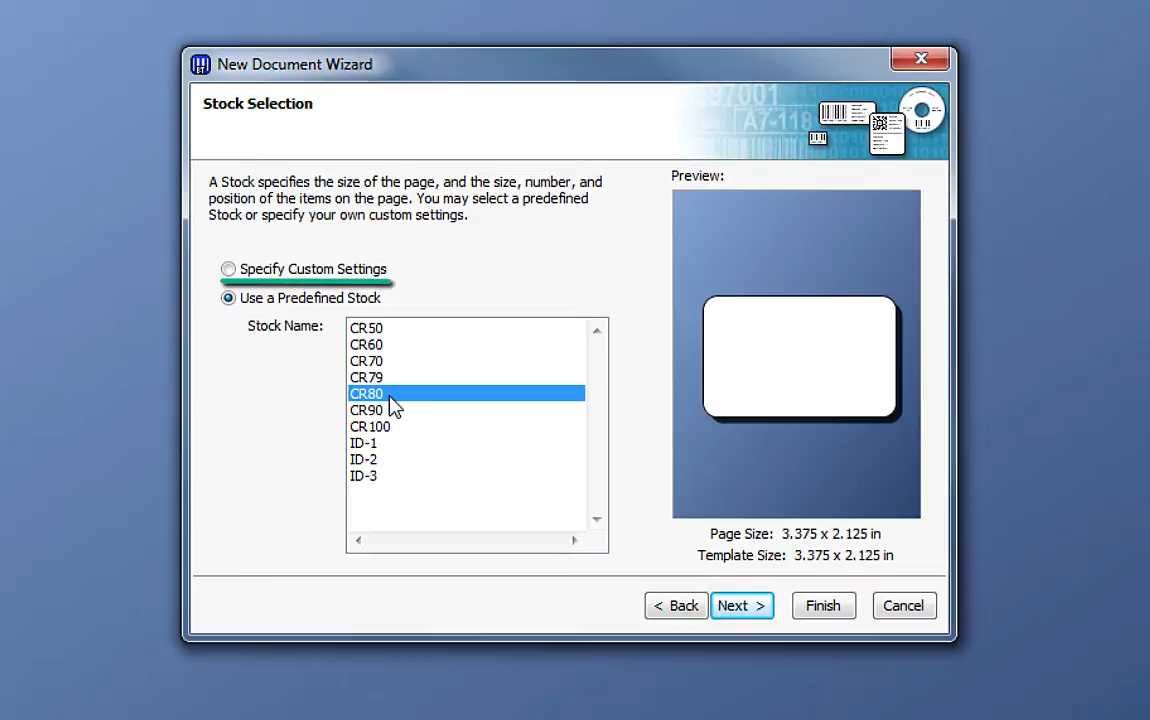 New Document Wizard
Stock Selection
97001
A7-118
A Stock specifies the size of the page, and the size, number, and
position of the items on the page. You may select a predefined
Stock or specify your own custom settings.
Specify Custom Settings
Use a Predefined Stock
Stock Name:
CR50
CR60
CR70
CR79
CR80
CR90
CR100
ID-1
ID-2
ID-3
Preview:
Page Size: 3.375 x 2.125 in
Template Size: 3.375 x 2.125 in
< Back
Next >
Finish
Cancel